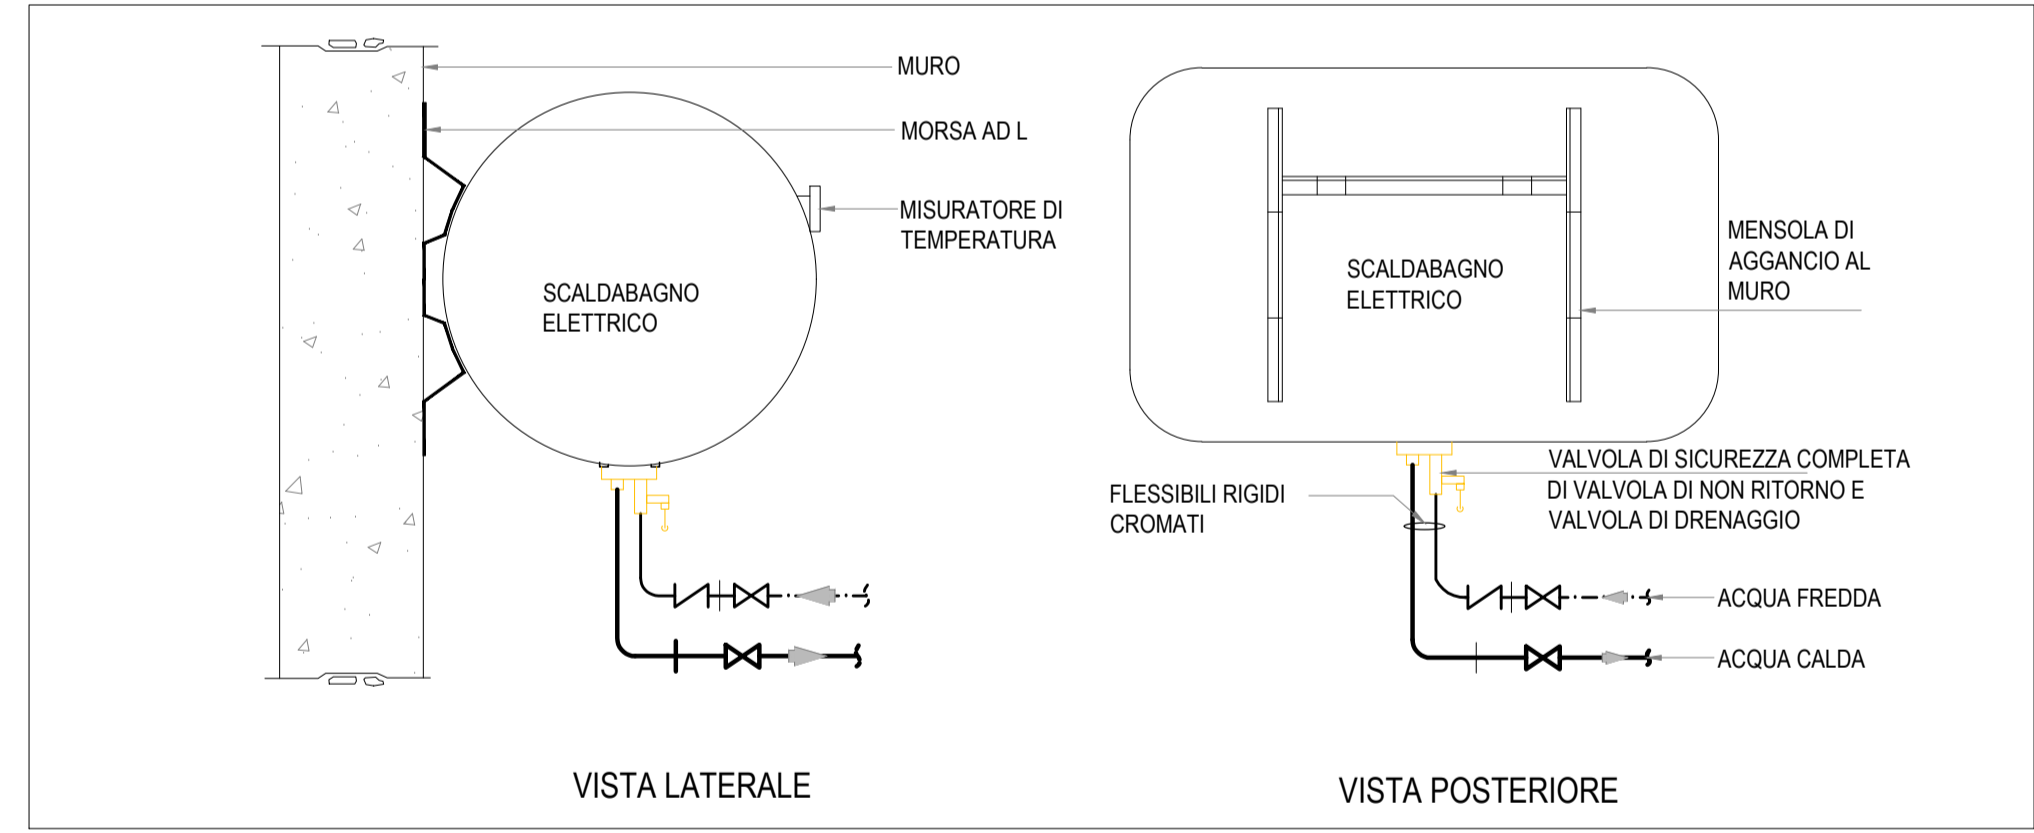 MURO
MORSA AD L
MISURATORE DI
TEMPERATURA
SCALDABAGNO
ELETTRICO
VISTA LATERALE
SCALDABAGNO
ELETTRICO
MENSOLA DI
AGGANCIO AL
MURO
VALVOLA DI SICUREZZA COMPLETA
DI VALVOLA DI NON RITORNO E
VALVOLA DI DRENAGGIO
FLESSIBILI RIGIDI
CROMATI
ACQUA FREDDA
ACQUA CALDA
VISTA POSTERIORE